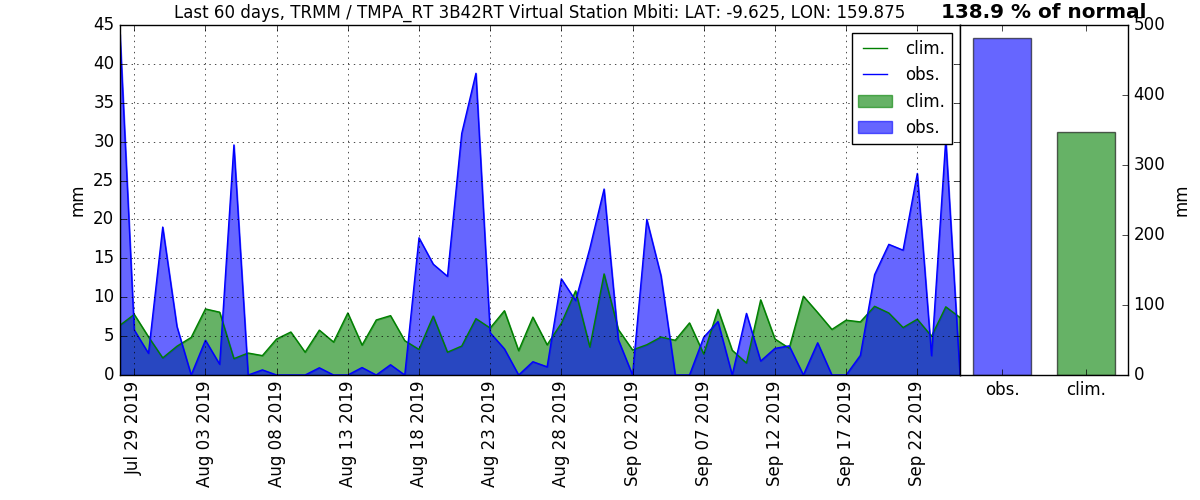 Last 60 days, TRMM / TMPA_RT 3B42RT Virtual Station Mbiti: LAT: -9.625, LON: 159.875
138.9 % of normal
45
40
35
30
25
20
15
10
5
0
mm
clim.
obs.
clim.
obs.
Jul 29 2019
Aug 03 2019
Aug 08 2019
Aug 13 2019
Aug 18 2019
Aug 23 2019
Aug 28 2019
Sep 02 2019
Sep 07 2019
Sep 12 2019
Sep 17 2019
Sep 22 2019
500
400
300
200
100
0
mm
obs.
clim.